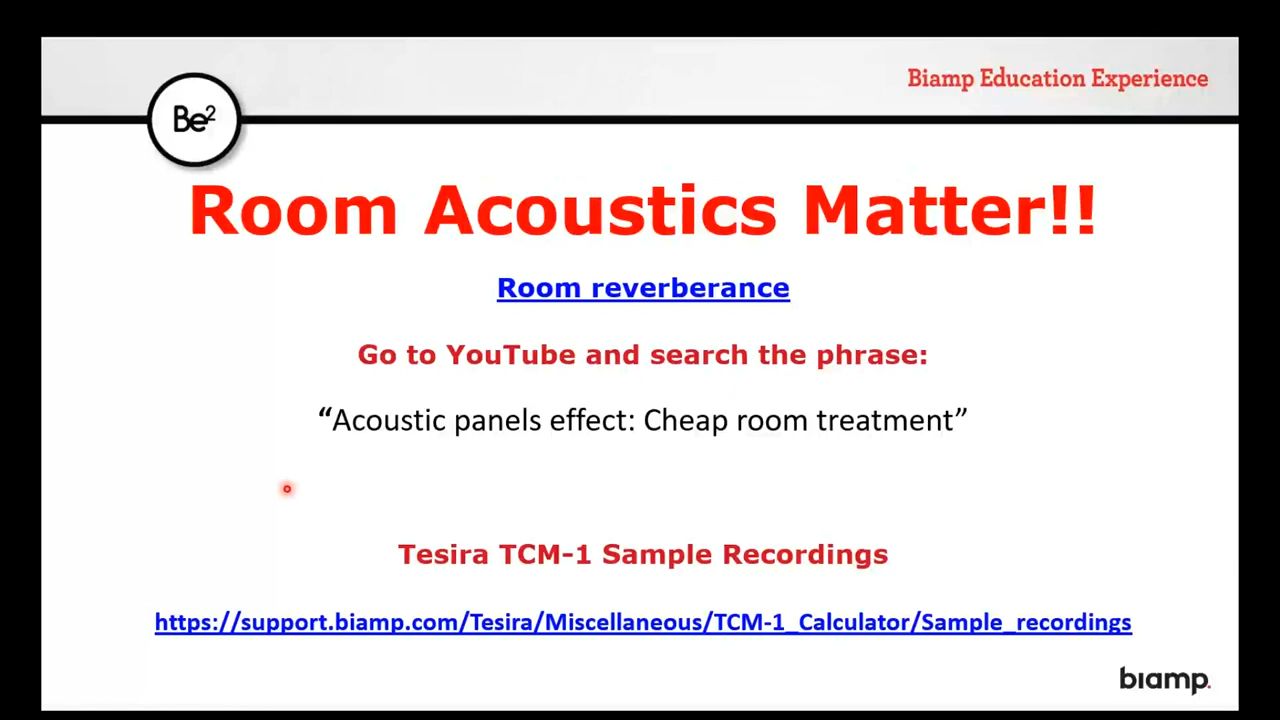 Biamp Education Experience
Be²
Room Acoustics Matter!!
Room reverberance
Go to YouTube and search the phrase:
“Acoustic panels effect: Cheap room treatment”
Tesira TCM-1 Sample Recordings
https://support.biamp.com/Tesira/Miscellaneous/TCM-1_Calculator/Sample_recordings
biamp.